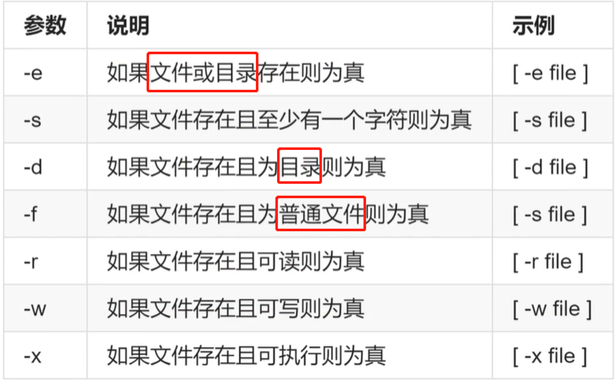 参数 说明 示例
-e 如果文件或目录存在则为真 [ -e file ]
-s 如果文件存在且至少有一个字符则为真 [ -s file ]
-d 如果文件存在且为目录则为真 [ -d file ]
-f 如果文件存在且为普通文件则为真 [ -s file ]
-r 如果文件存在且可读则为真 [ -r file ]
-w 如果文件存在且可写则为真 [ -w file ]
-x 如果文件存在且可执行则为真 [ -x file ]